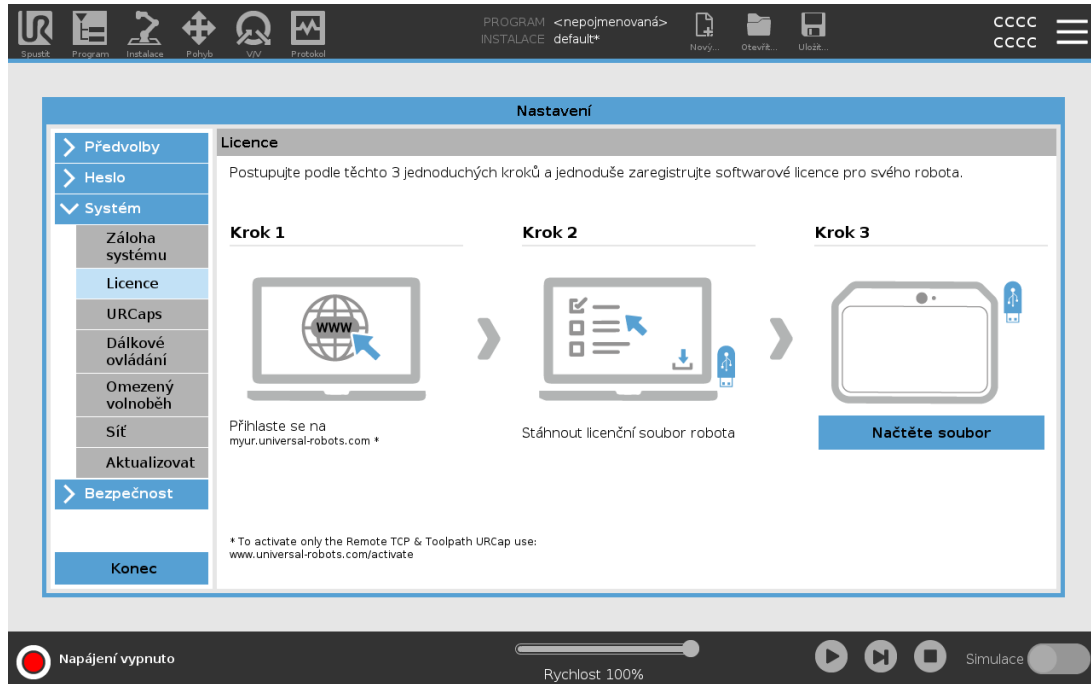 PROGRAM <nepojmenovaná>
INSTALACE default*
cccc
cccc
Spustit
Program
Instalace
Pohyb
V/V
Protokol
Nový...
Otevřít...
Uložit...
Nastavení
Předvolby
Heslo
Systém
Záloha
systému
Licence
URCaps
Dálkové
ovládání
Omezený
volnoběh
Síť
Aktualizovat
Bezpečnost
Konec
Licence
Postupujte podle těchto 3 jednoduchých kroků a jednoduše zaregistrujte softwarové licence pro svého robota.
Krok 1
www
Přihlaste se na
myur.universal-robots.com *
Krok 2
Stáhnout licenční soubor robota
Krok 3
Načtěte soubor
* To activate only the Remote TCP & Toolpath URCap use:
www.universal-robots.com/activate
Napájení vypnuto
Rychlost 100%
Simulace